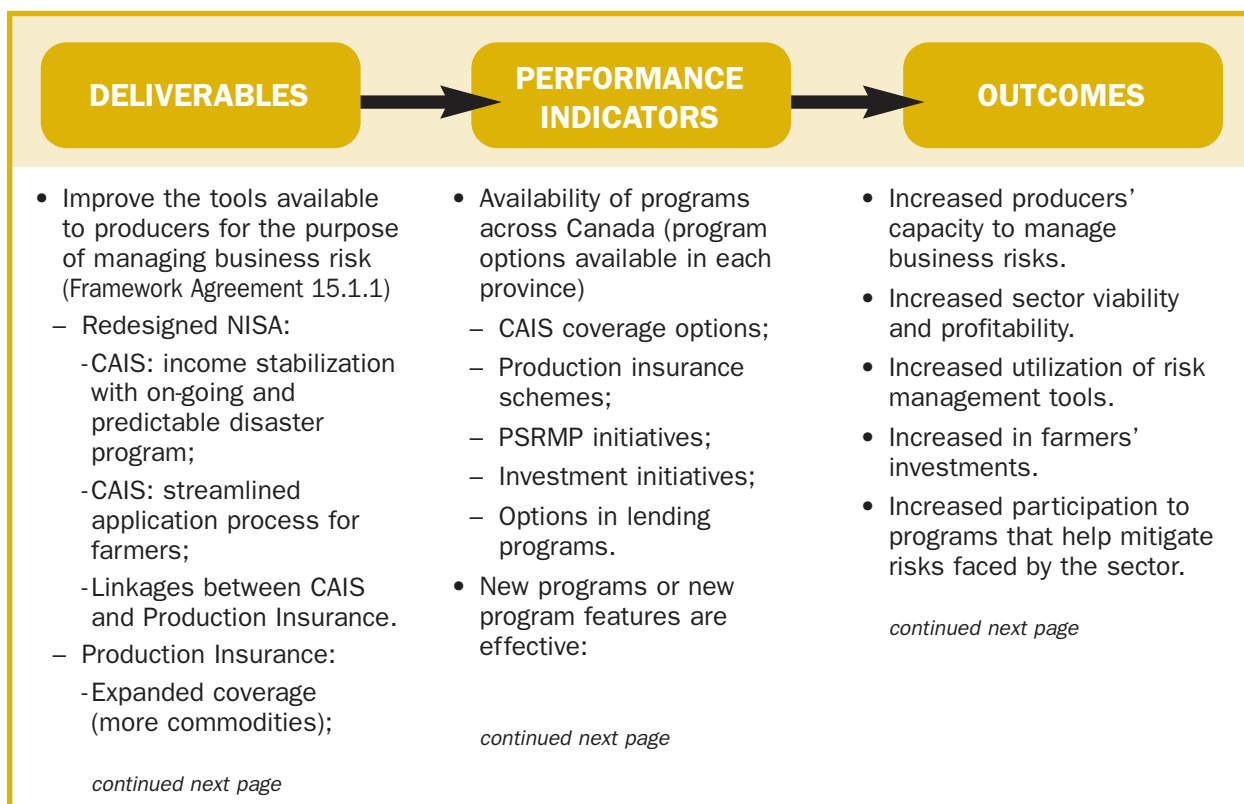 DELIVERABLES
PERFORMANCE
INDICATORS
OUTCOMES
• Improve the tools available
to producers for the purpose
of managing business risk
(Framework Agreement 15.1.1)
– Redesigned NISA:
-CAIS: income stabilization
with on-going and
predictable disaster
program;
-CAIS: streamlined
application process for
farmers;
-Linkages between CAIS
and Production Insurance.
– Production Insurance:
-Expanded coverage
(more commodities);
continued next page
• Availability of programs
across Canada (program
options available in each
province)
– CAIS coverage options;
– Production insurance
schemes;
– PSRMP initiatives;
– Investment initiatives;
– Options in lending
programs.
• New programs or new
program features are
effective:
continued next page
• Increased producers’
capacity to manage
business risks.
• Increased sector viability
and profitability.
• Increased utilization of risk
management tools.
• Increased in farmers’
investments.
• Increased participation to
programs that help mitigate
risks faced by the sector.
continued next page